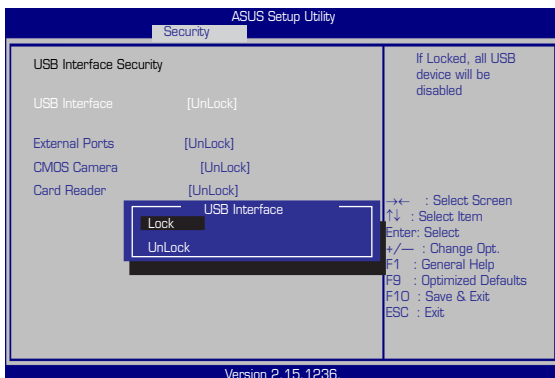 ASUS Setup Utility
Security
USB Interface Security
USB Interface [UnLock]
External Ports [UnLock]
CMOS Camera [UnLock]
Card Reader [UnLock]
USB Interface
Lock
UnLock
If Locked, all USB
device will be
disabled
→← : Select Screen
↑↓ : Select Item
Enter: Select
+/— : Change Opt.
F1 : General Help
F9 : Optimized Defaults
F10 : Save & Exit
ESC : Exit
Version 2.15.1236.